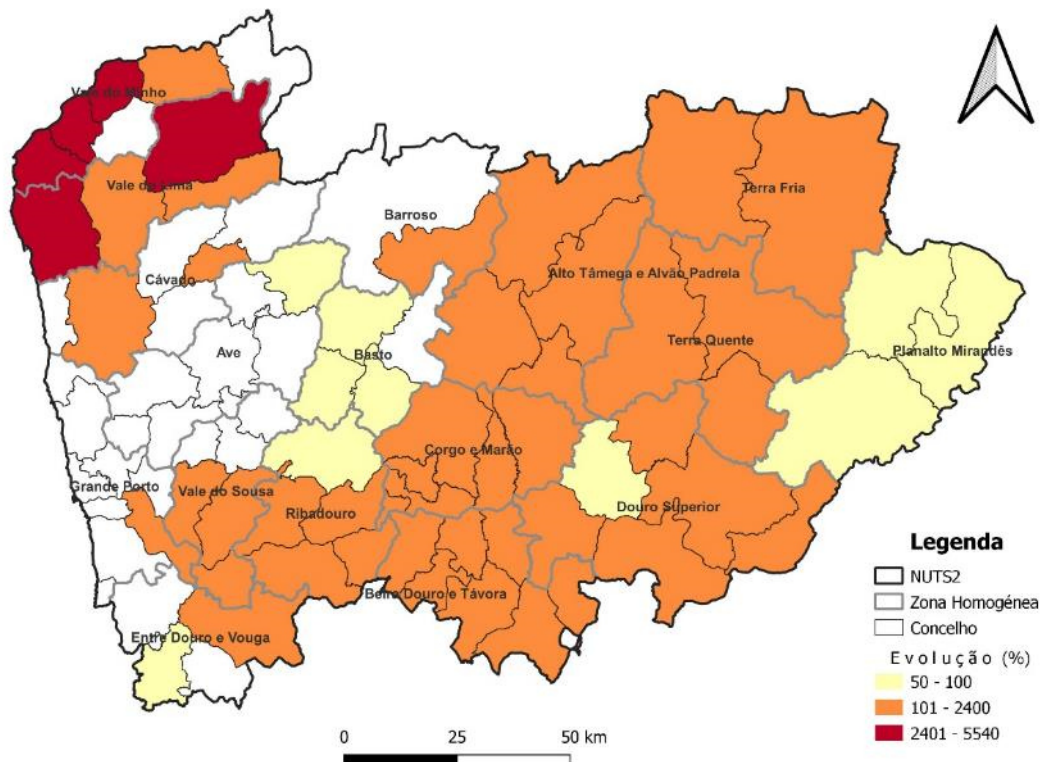 Vale do Minho
Vale do Lima
Terra Fria
Barroso
Alto Tâmega e Alvão Padrela
Cávado
Terra Quente
Ave
Basto
Planalto Mirandês
Corgo e Marão
Grande Porto
Vale do Sousa
Ribadouro
Douro Superior
Beira Douro e Távora
Entre Douro e Vouga
Legenda
NUTS2
Zona Homogénea
Concelho
Evolução (%)
50 - 100
101 - 2400
2401 - 5540
0 25 50 km